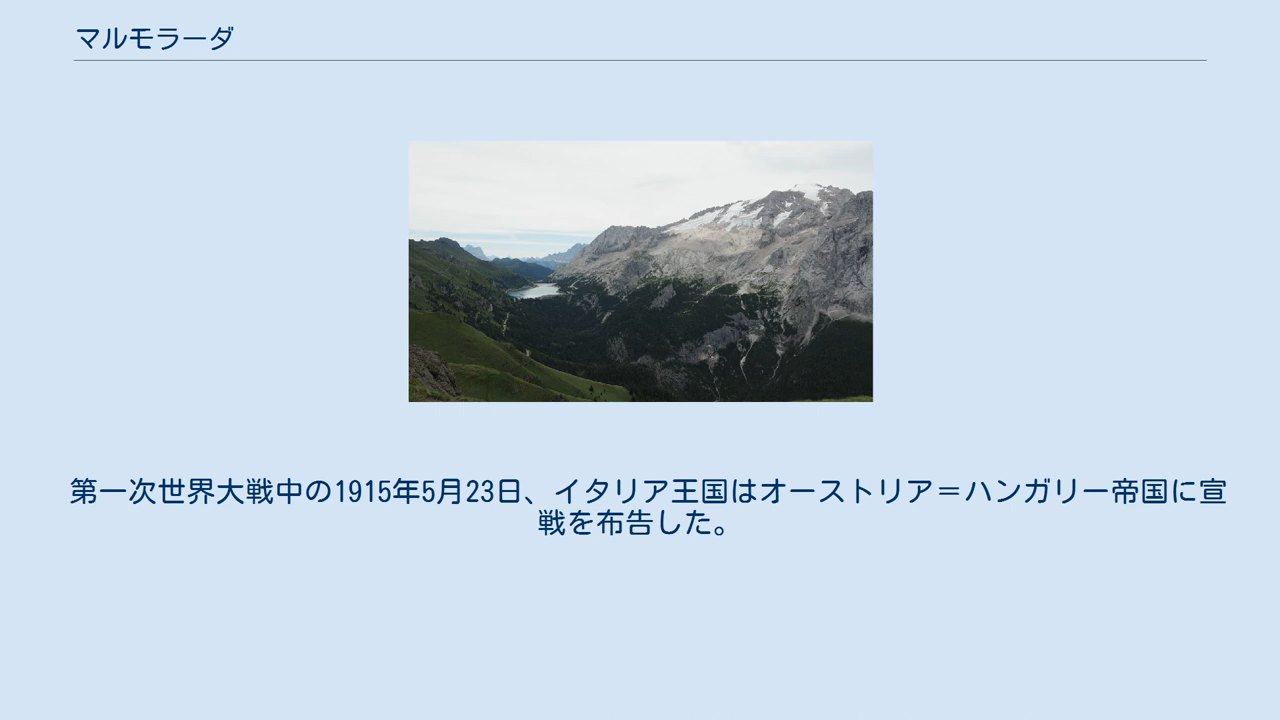 マルモラーダ
第一次世界大戦中の1915年5月23日、イタリア王国はオーストリア＝ハンガリー帝国に宣
戦を布告した。